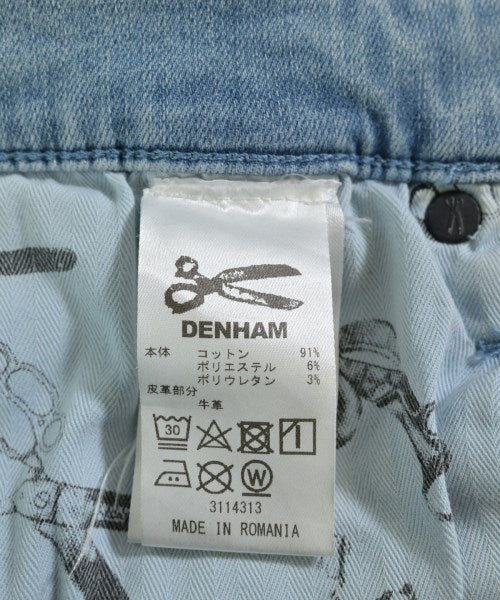 DENHAM
本体 コットン 91%
ポリエステル 6%
ポリウレタン 3%
皮革部分
牛革
30
W
3114313
MADE IN ROMANIA